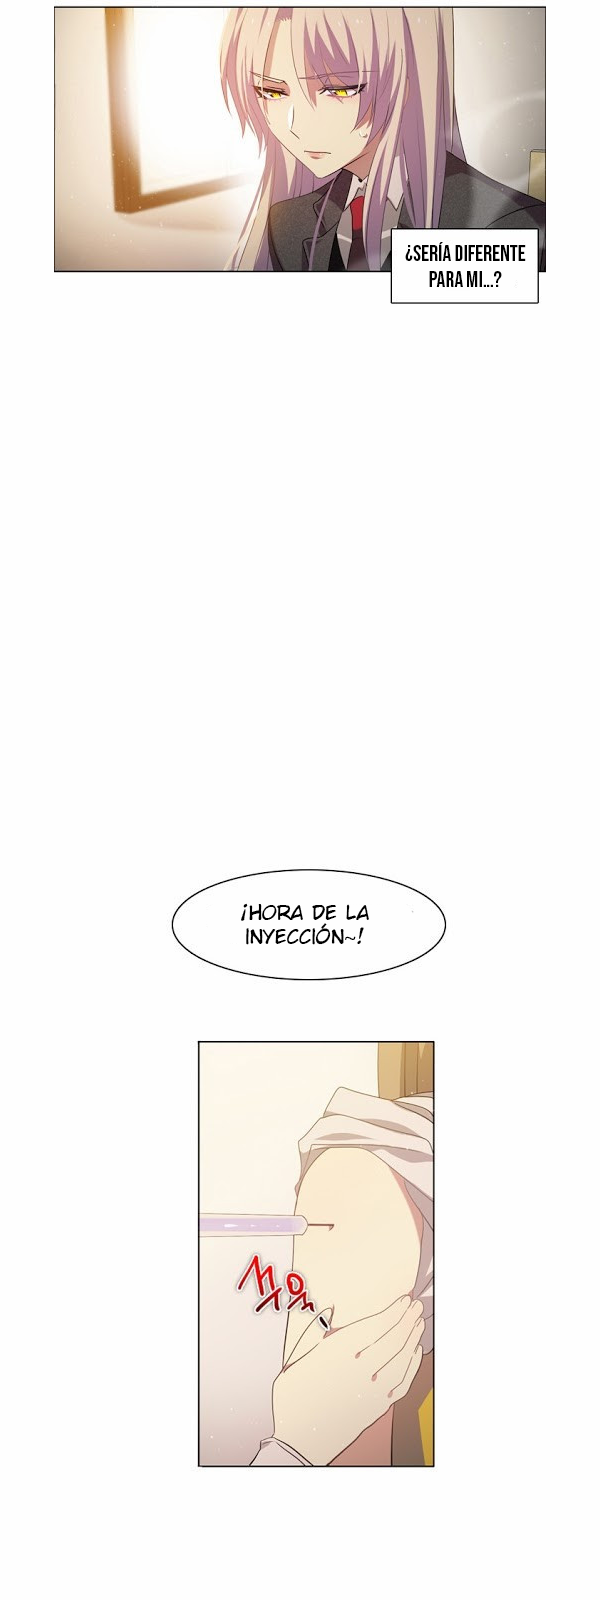 ¿SERÍA DIFERENTE
PARA MI...?
¡HORA DE LA
INYECCIÓN~!